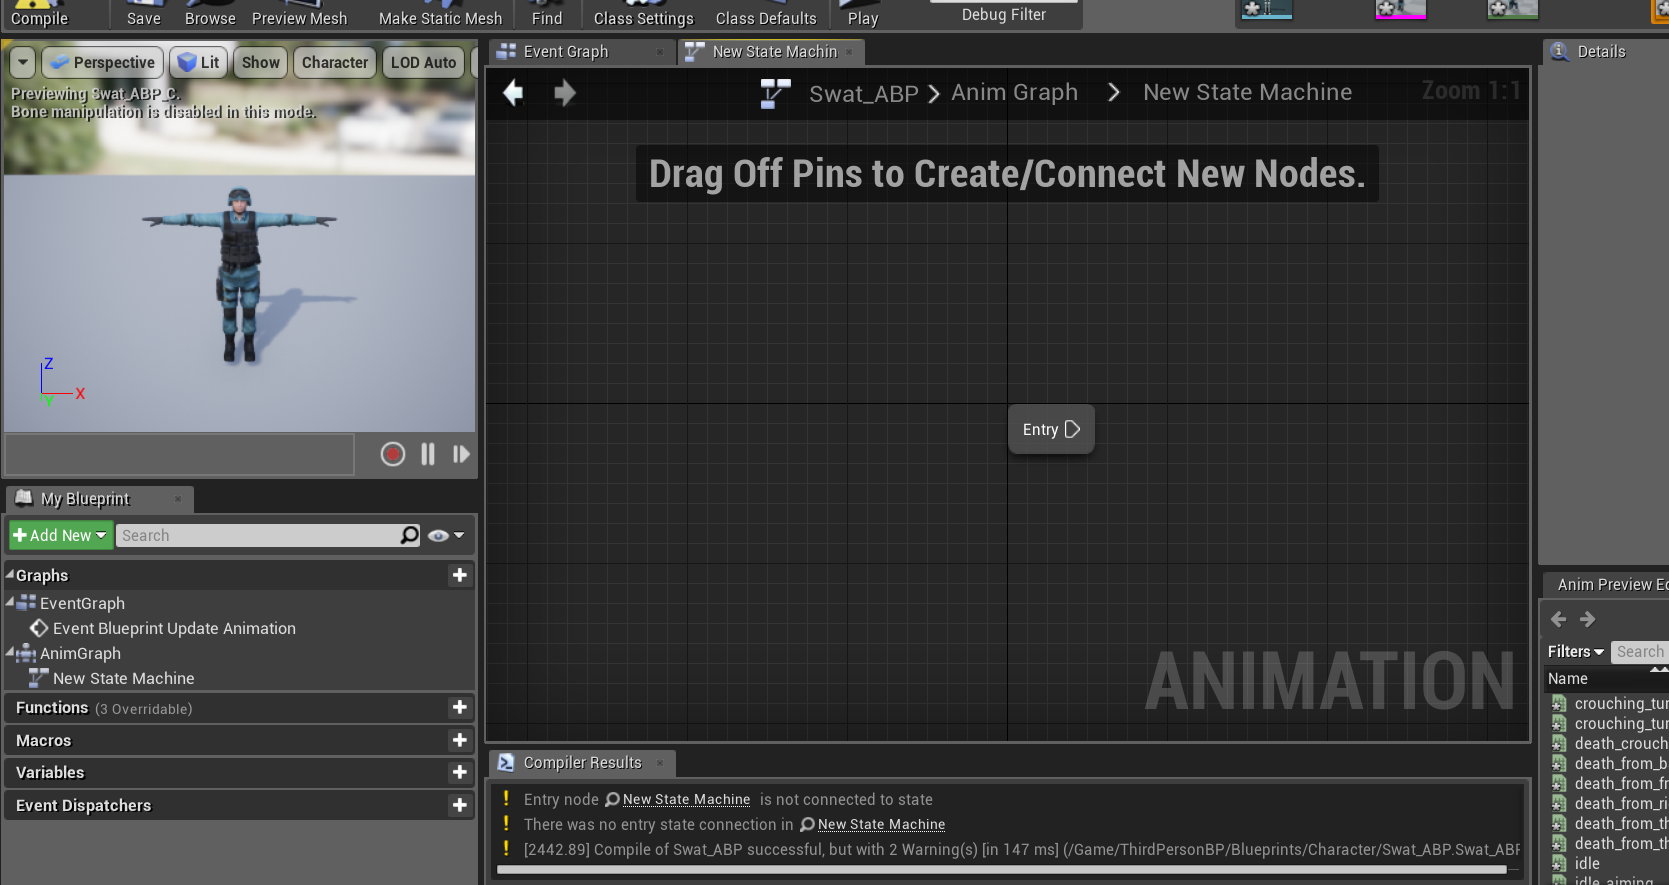 Compile
Save
Browse
Preview Mesh
Make Static Mesh
Find
Class Settings
Class Defaults
Play
Debug Filter
Perspective
Lit
Show
Character
LOD Auto
Previewing Swat_ABP_C.
Bone manipulation is disabled in this mode.
Z
X
Y
Event Graph
New State Machin
Details
Swat_ABP
Anim Graph
New State Machine
Zoom 1:1
Drag Off Pins to Create/Connect New Nodes.
Entry
ANIMATION
My Blueprint
Add New
Search
Graphs
EventGraph
Event Blueprint Update Animation
AnimGraph
New State Machine
Functions (3 Overridable)
Macros
Variables
Event Dispatchers
Compiler Results
Entry node New State Machine is not connected to state
There was no entry state connection in New State Machine
[2442.89] Compile of Swat_ABP successful, but with 2 Warning(s) [in 147 ms] (/Game/ThirdPersonBP/Blueprints/Character/Swat_ABP.Swat_ABP
Anim Preview Ed
Filters
Search
Name
crouching_tur
crouching_tur
death_crouch
death_from_b
death_from_fr
death_from_ri
death_from_th
death_from_th
idle
idle_aiming